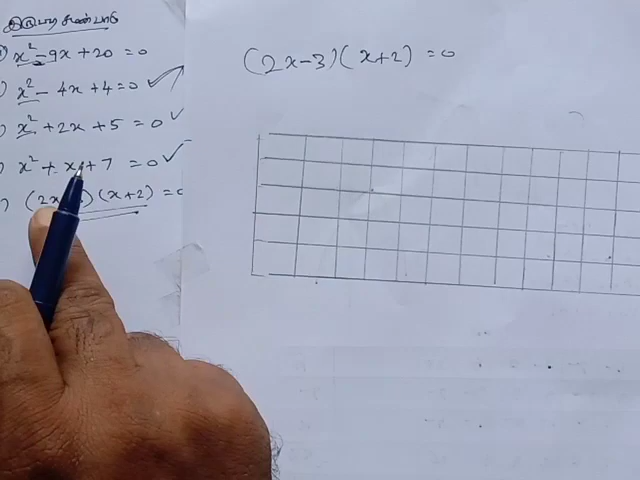 x² - 9x + 20 = 0
x² - 4x + 4 = 0 ✓
x² + 2x + 5 = 0 ✓
x² + x + 7 = 0 ✓
(2x ) (x+2) = 0
(2x-3)(x+2) = 0